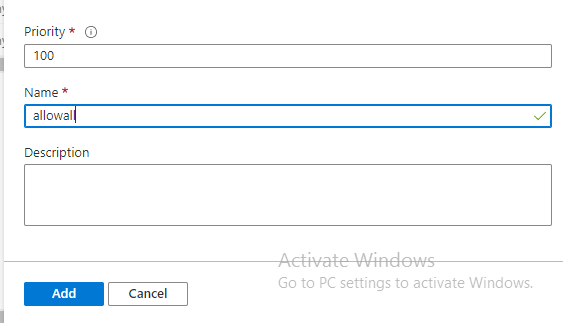 Priority *
100
Name *
allowall
Description
Activate Windows
Go to PC settings to activate Windows.
Add
Cancel